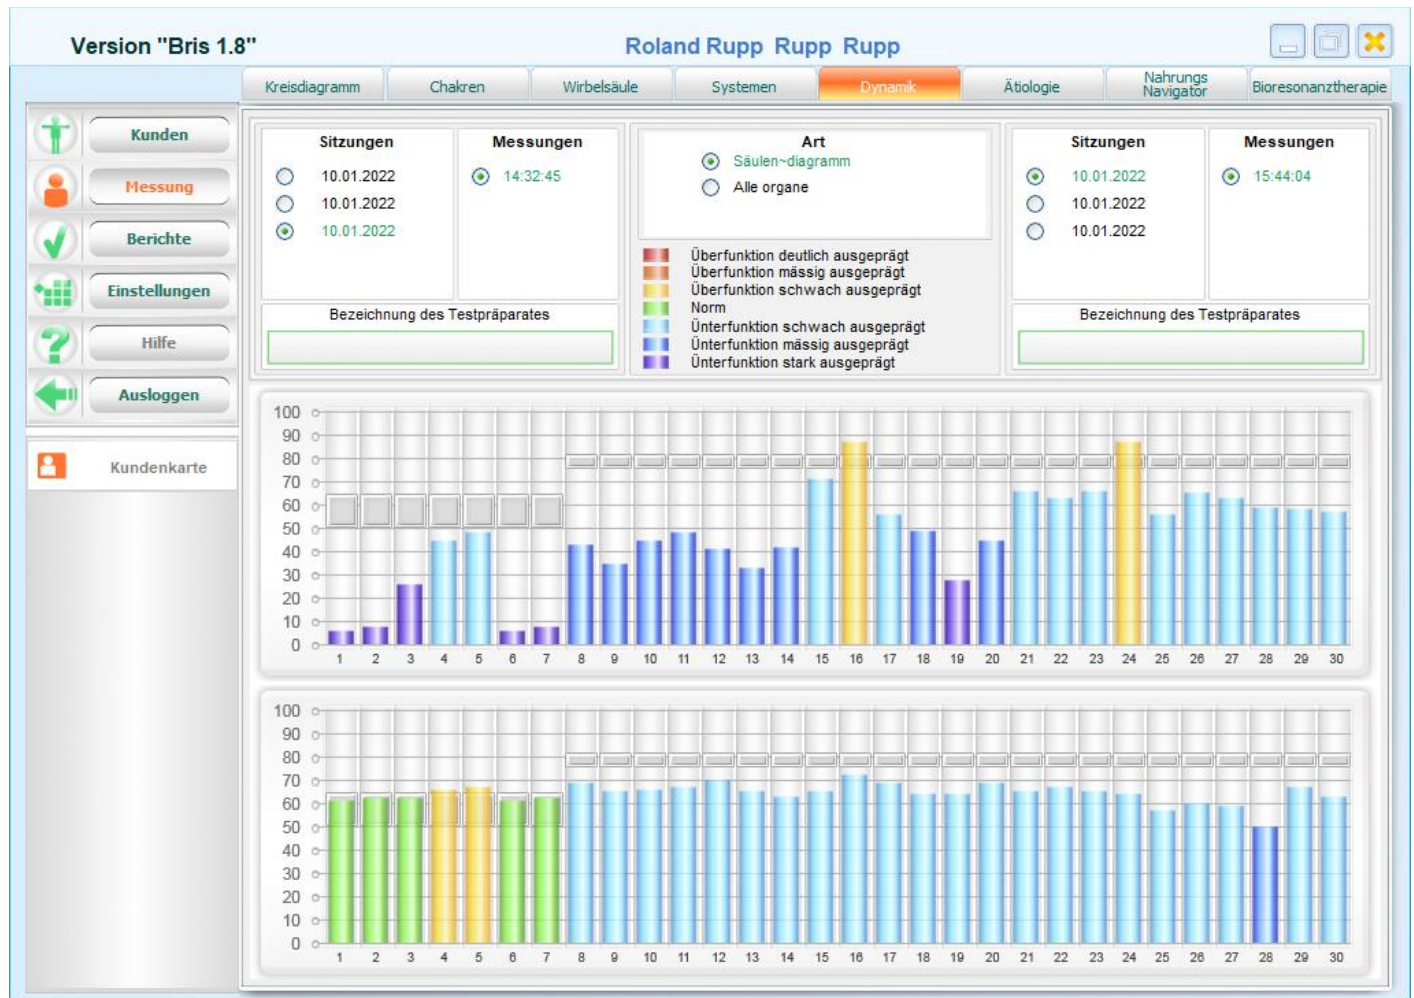 Version "Bris 1.8"
Roland Rupp Rupp Rupp
Kreisdiagramm Chakren Wirbelsäule Systemen Dynamik Ätiologie Nahrungs Navigator Bioresonanztherapie
Kunden
Messung
Berichte
Einstellungen
Hilfe
Ausloggen
Kundenkarte
Sitzungen Messungen
10.01.2022 14:32:45
10.01.2022
10.01.2022
Bezeichnung des Testpräparates
Art
Säulen~diagramm
Alle organe
Überfunktion deutlich ausgeprägt
Überfunktion mässig ausgeprägt
Überfunktion schwach ausgeprägt
Norm
Ünterfunktion schwach ausgeprägt
Ünterfunktion mässig ausgeprägt
Ünterfunktion stark ausgeprägt
Sitzungen Messungen
10.01.2022 15:44:04
10.01.2022
10.01.2022
Bezeichnung des Testpräparates
100
90
80
70
60
50
40
30
20
10
0
1 2 3 4 5 6 7 8 9 10 11 12 13 14 15 16 17 18 19 20 21 22 23 24 25 26 27 28 29 30
100
90
80
70
60
50
40
30
20
10
0
1 2 3 4 5 6 7 8 9 10 11 12 13 14 15 16 17 18 19 20 21 22 23 24 25 26 27 28 29 30